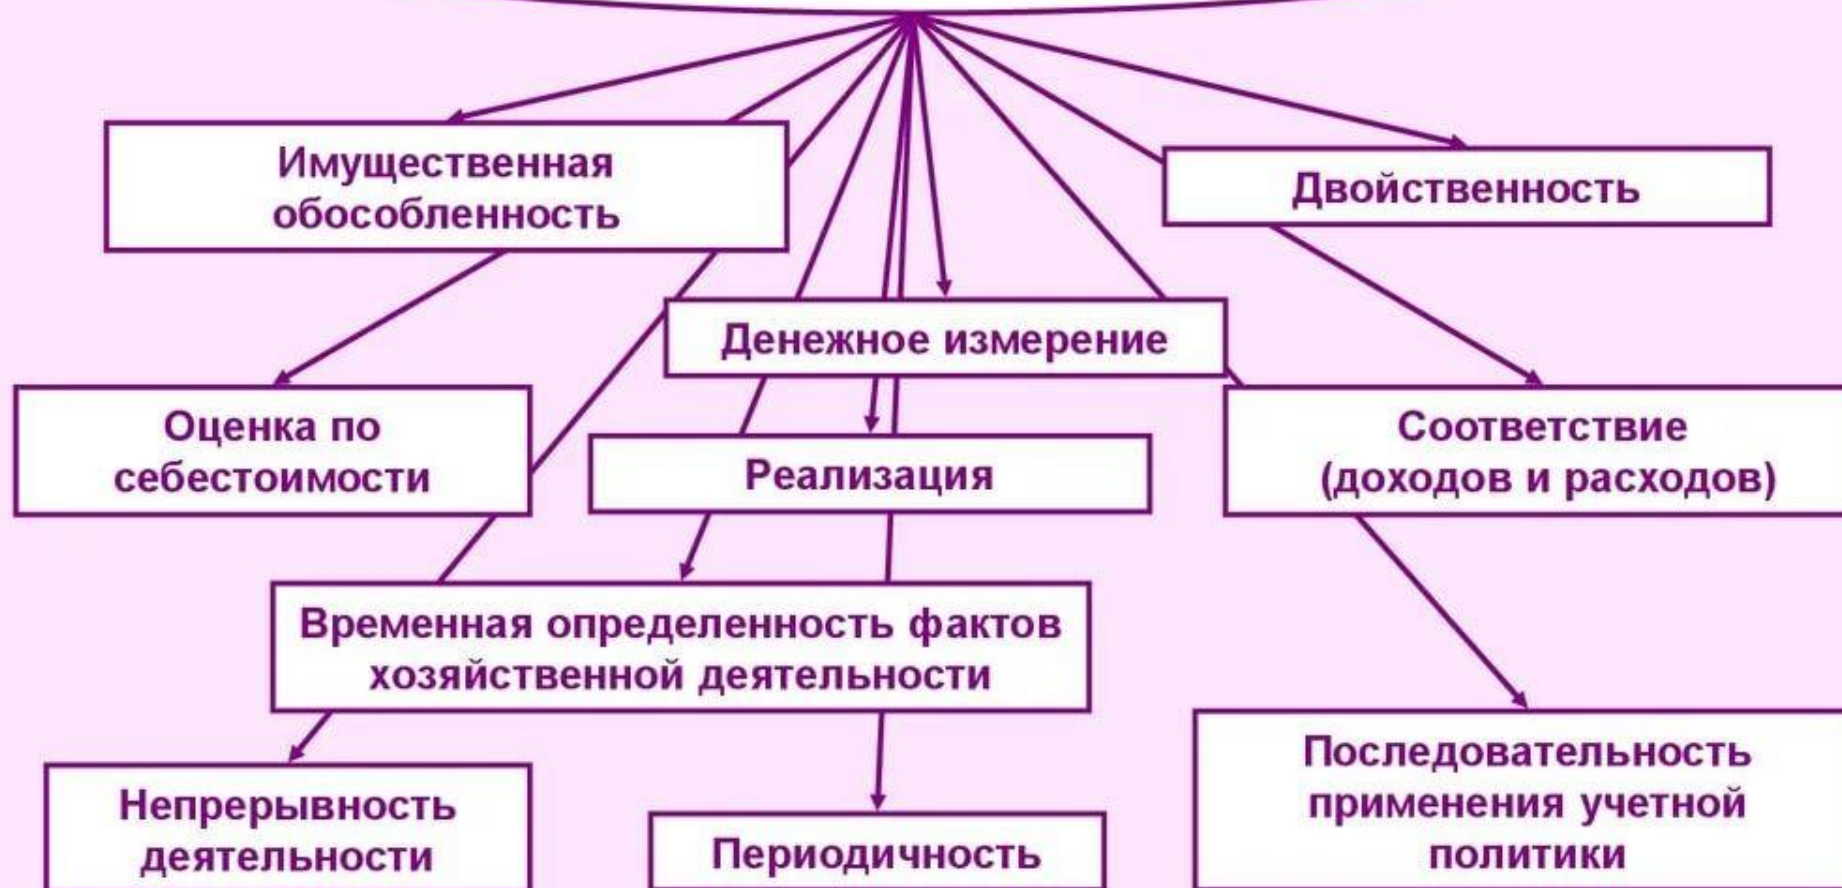 Имущественная
обособленность
Двойственность
Денежное измерение
Оценка по
себестоимости
Соответствие
(доходов и расходов)
Реализация
Временная определенность фактов
хозяйственной деятельности
Непрерывность
деятельности
Периодичность
Последовательность
применения учетной
политики